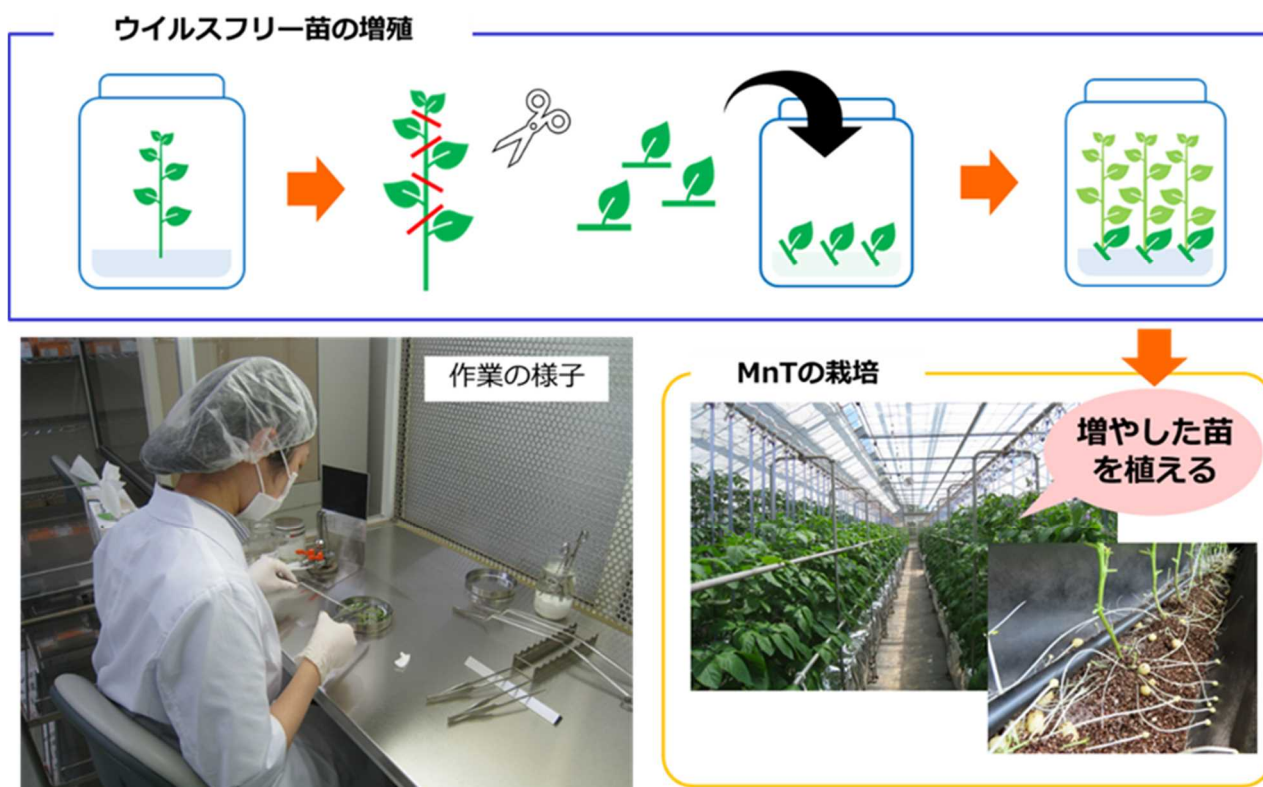 ウイルスフリー苗の増殖
作業の様子
MnTの栽培
増やした苗
を植える